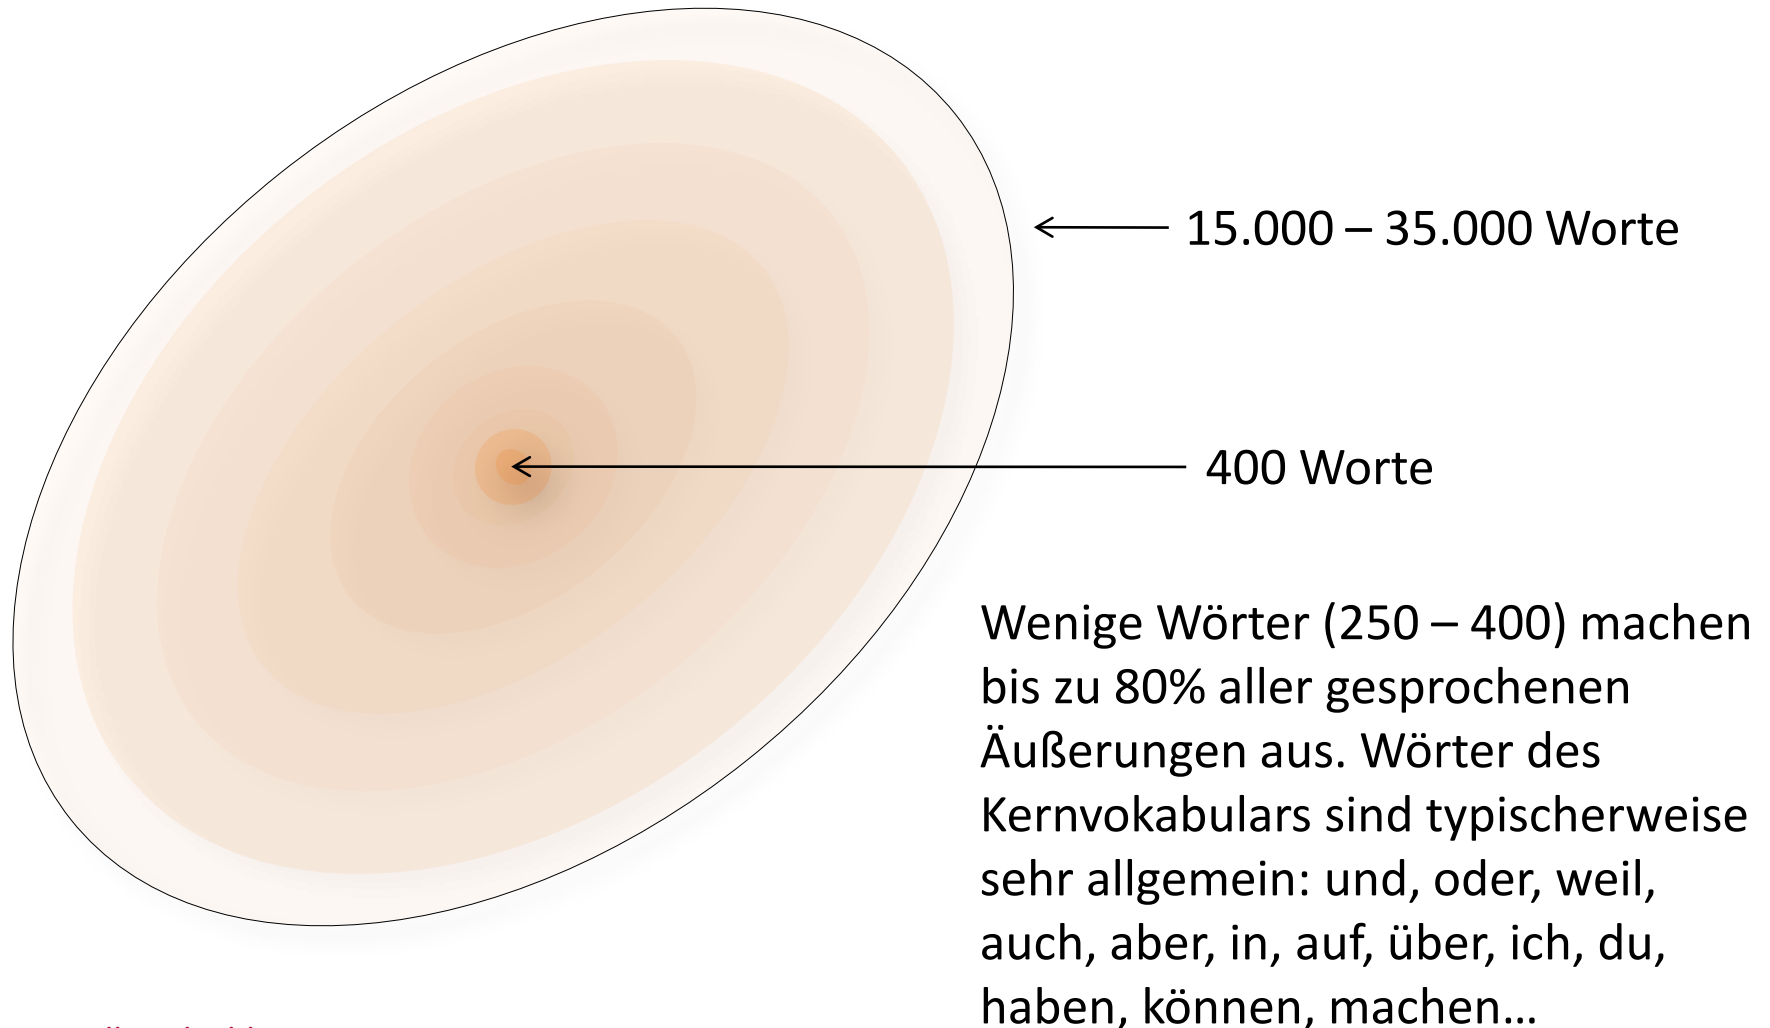 15.000 – 35.000 Worte
400 Worte
Wenige Wörter (250 – 400) machen
bis zu 80% aller gesprochenen
Äußerungen aus. Wörter des
Kernvokabulars sind typischerweise
sehr allgemein: und, oder, weil,
auch, aber, in, auf, über, ich, du,
haben, können, machen…